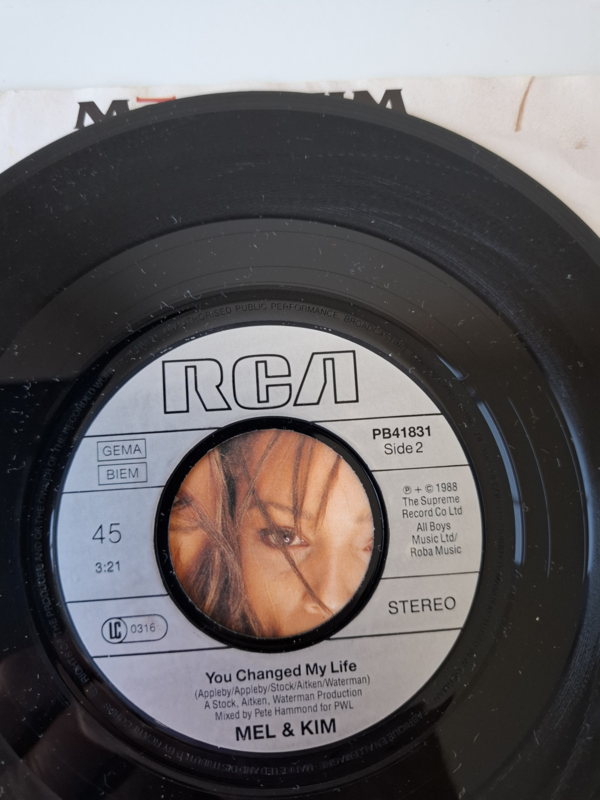 RCA
GEMA
BIEM
PB41831
Side 2
45
3:21
℗ + © 1988
The Supreme
Record Co Ltd
All Boys
Music Ltd/
Roba Music
LC 0316
STEREO
You Changed My Life
(Appleby/Appleby/Stock/Aitken/Waterman)
A Stock, Aitken, Waterman Production
Mixed by Pete Hammond for PWL
MEL & KIM